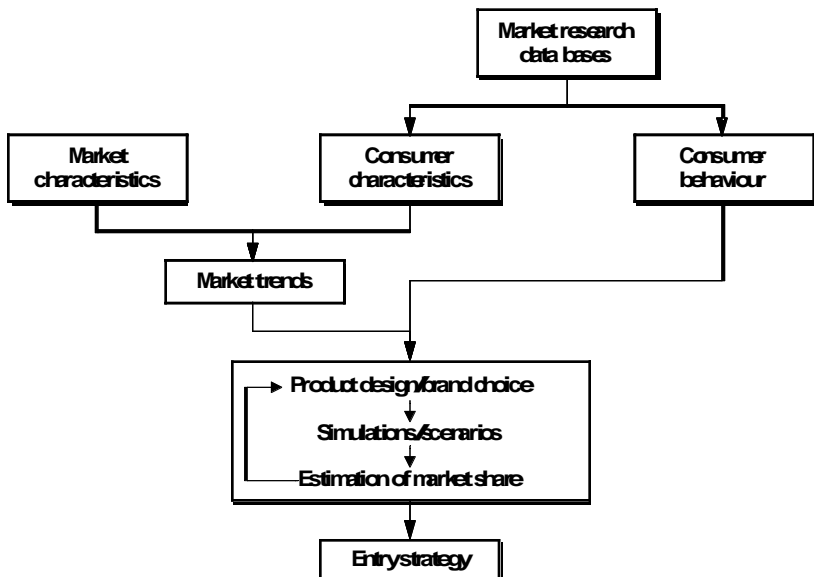 Market research
data bases
Market
characteristics
Consumer
characteristics
Consumer
behaviour
Market trends
Product design/brand choice
Simulations/scenarios
Estimation of market share
Entry strategy